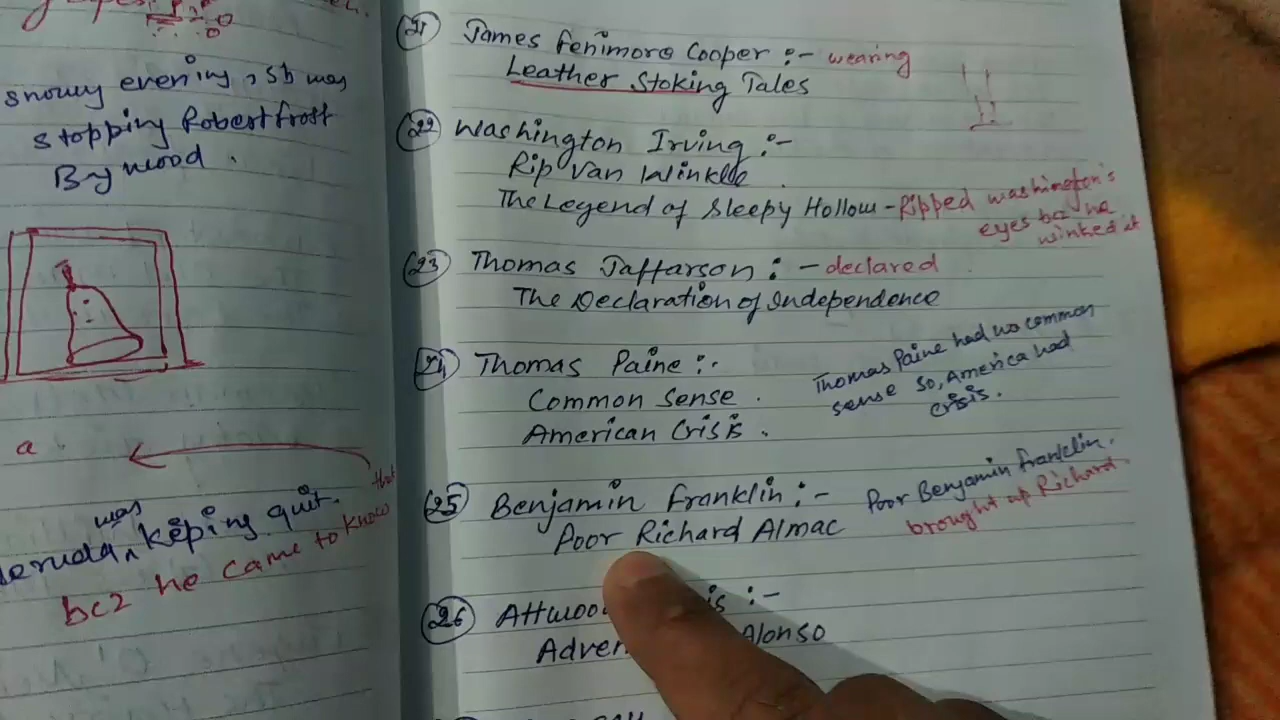 snowy evening, Sb was
stopping Robert frost
By wood.
a
was
keping quit.
bcz he came to know
that
21 James Fenimore Cooper :- wearing
Leather Stoking Tales
22 Washington Irving :-
Rip Van Winkle
The Legend of Sleepy Hollow - Ripped washington's
eyes bcz he
winked at
23 Thomas Jaffarson : - declared
The Declaration of Independence
24 Thomas Paine :-
Common Sense .
American Crisis .
Thomas Paine had no common
sense so, America had
crisis.
25 Benjamin Franklin :-
Poor Richard Almac
Poor Benjamin Franklin.
brought up Richard
26 Attwoo is :-
Adven Alonso